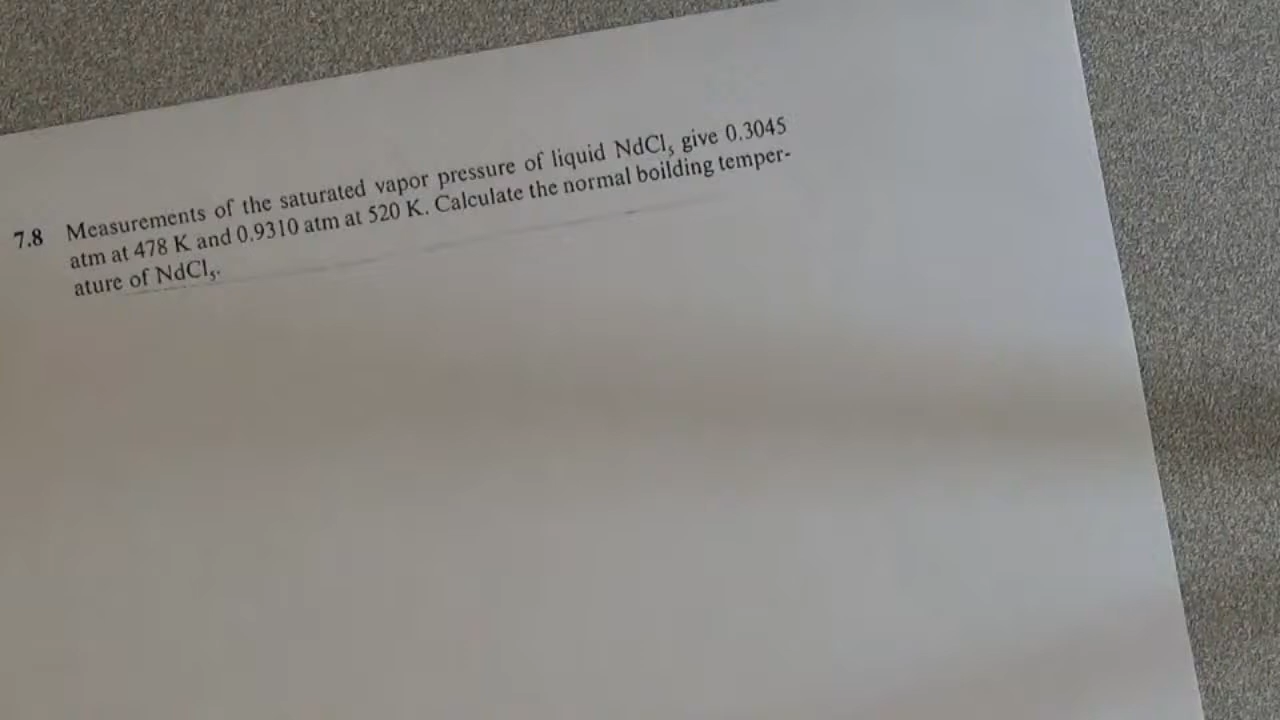 7.8 Measurements of the saturated vapor pressure of liquid NdCl₅ give 0.3045
atm at 478 K and 0.9310 atm at 520 K. Calculate the normal boilding temper-
ature of NdCl₅.